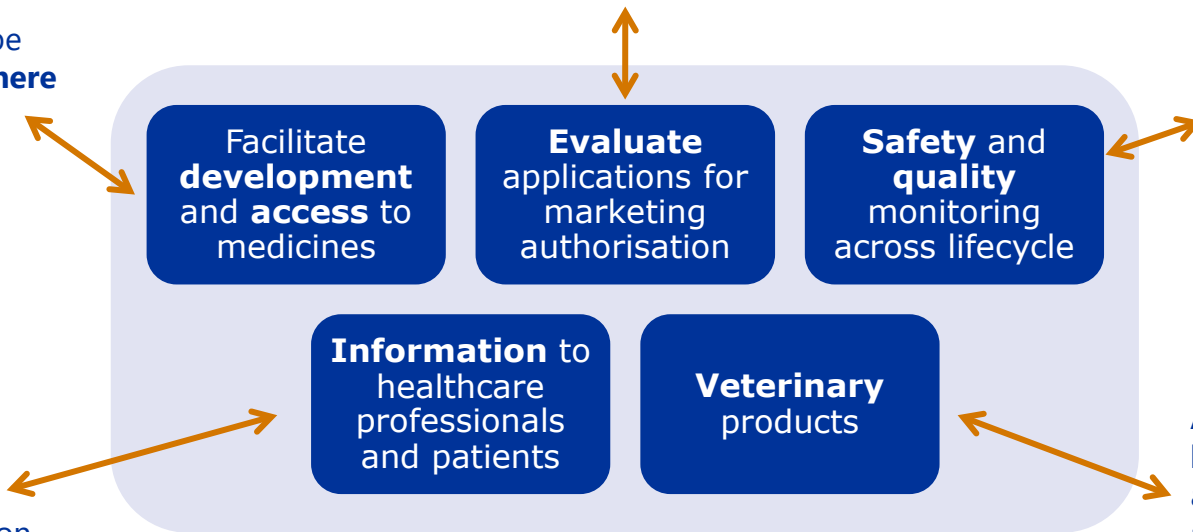 here
Facilitate
development
and access to
medicines
Evaluate
applications for
marketing
authorisation
Safety and
quality
monitoring
across lifecycle
Information to
healthcare
professionals
and patients
Veterinary
products